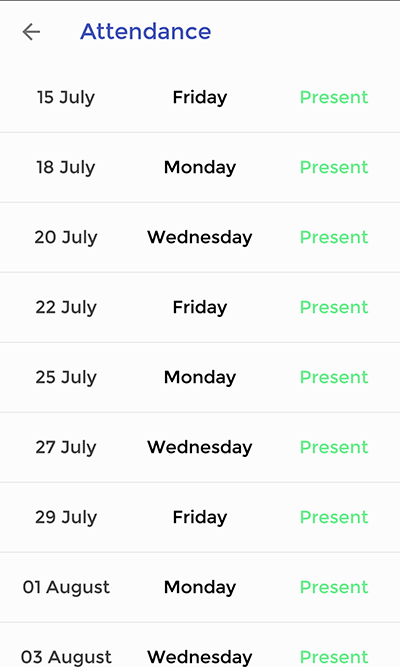 Attendance
15 July Friday Present
18 July Monday Present
20 July Wednesday Present
22 July Friday Present
25 July Monday Present
27 July Wednesday Present
29 July Friday Present
01 August Monday Present
03 August Wednesday Present